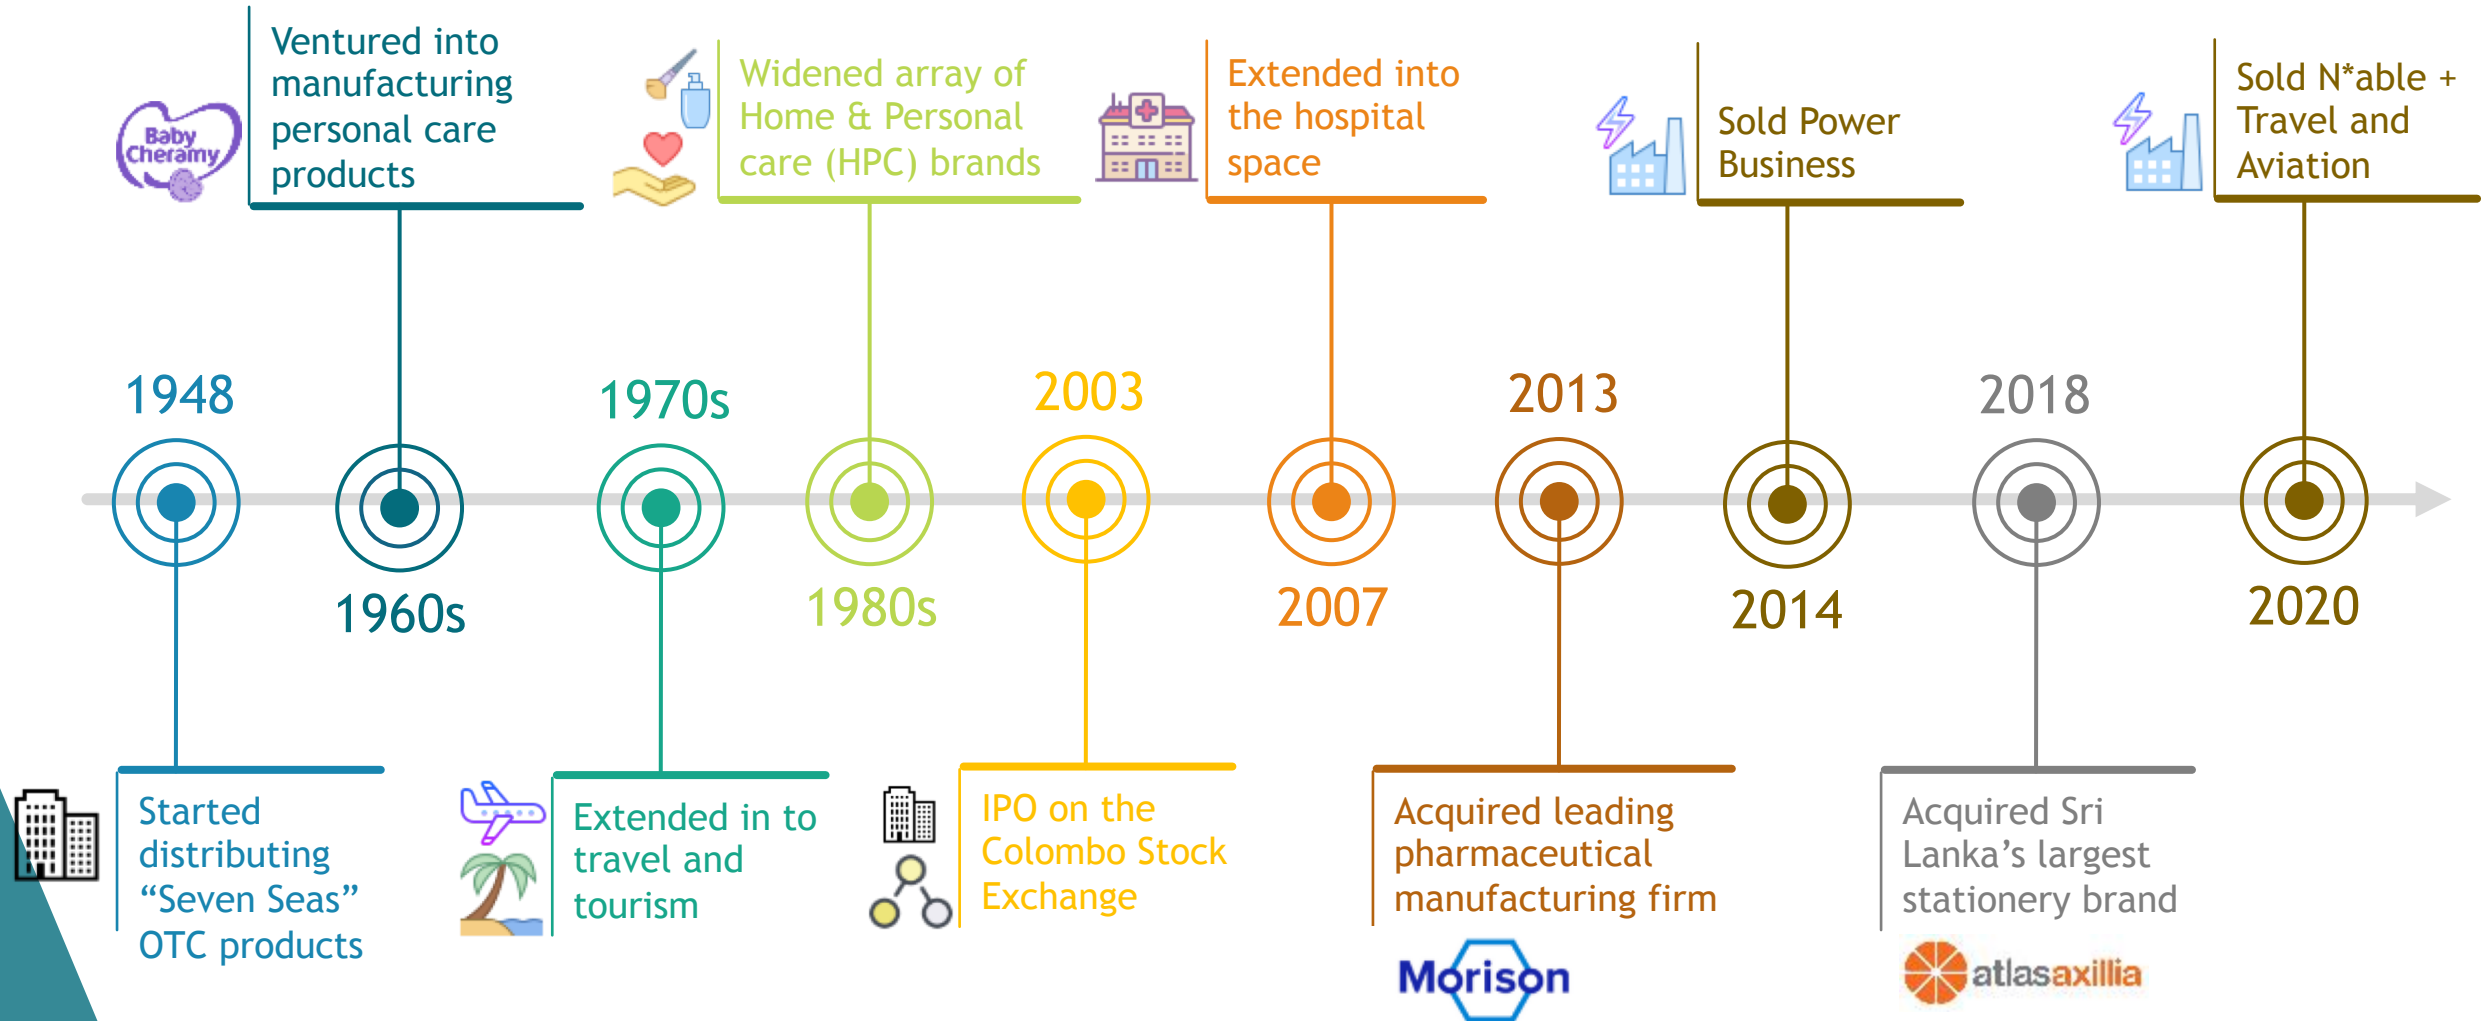 Ventured into
manufacturing
personal care
products
Baby
Cheramy
Widened array of
Home & Personal
care (HPC) brands
Extended into
the hospital
space
Sold Power
Business
Sold N*able +
Travel and
Aviation
1948
1960s
1970s
1980s
2003
2007
2013
2014
2018
2020
Started
distributing
“Seven Seas”
OTC products
Extended in to
travel and
tourism
IPO on the
Colombo Stock
Exchange
Acquired leading
pharmaceutical
manufacturing firm
Morison
Acquired Sri
Lanka’s largest
stationery brand
atlasaxillia